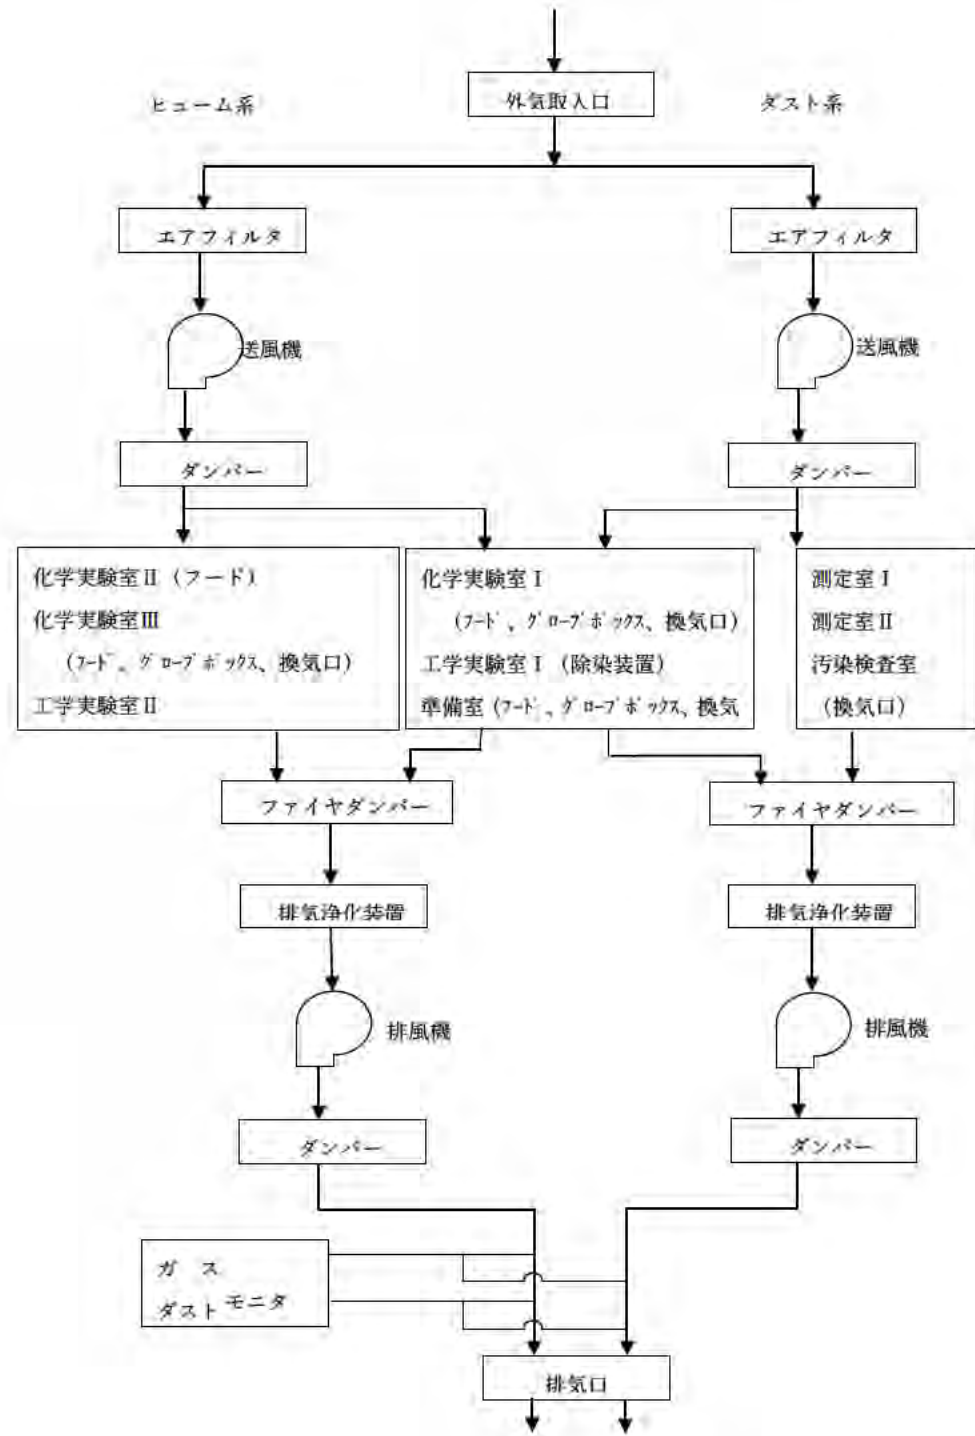 外気取入口
ヒューム系
ダスト系
エアフィルタ
エアフィルタ
送風機
送風機
ダンパー
ダンパー
化学実験室Ⅱ（フード）
化学実験室Ⅲ
（ﾌｰﾄﾞ、ｸﾞﾛｰﾌﾞﾎﾞｯｸｽ、換気口）
工学実験室Ⅱ
化学実験室Ⅰ
（ﾌｰﾄﾞ、ｸﾞﾛｰﾌﾞﾎﾞｯｸｽ、換気口）
工学実験室Ⅰ（除染装置）
準備室（ﾌｰﾄﾞ、ｸﾞﾛｰﾌﾞﾎﾞｯｸｽ、換気
測定室Ⅰ
測定室Ⅱ
汚染検査室
（換気口）
ファイヤダンパー
ファイヤダンパー
排気浄化装置
排気浄化装置
排風機
排風機
ダンパー
ダンパー
ガス
ダストモニタ
排気口